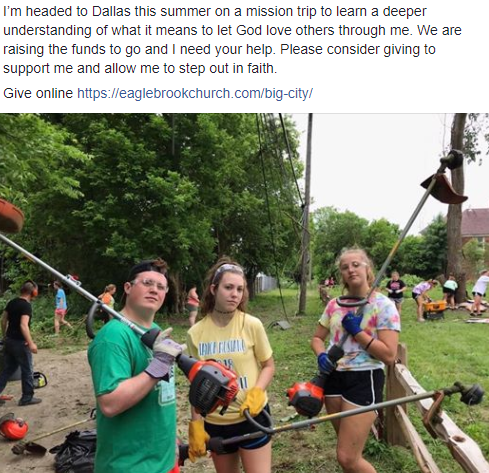 I'm headed to Dallas this summer on a mission trip to learn a deeper
understanding of what it means to let God love others through me. We are
raising the funds to go and I need your help. Please consider giving to
support me and allow me to step out in faith.
Give online https://eaglebrookchurch.com/big-city/